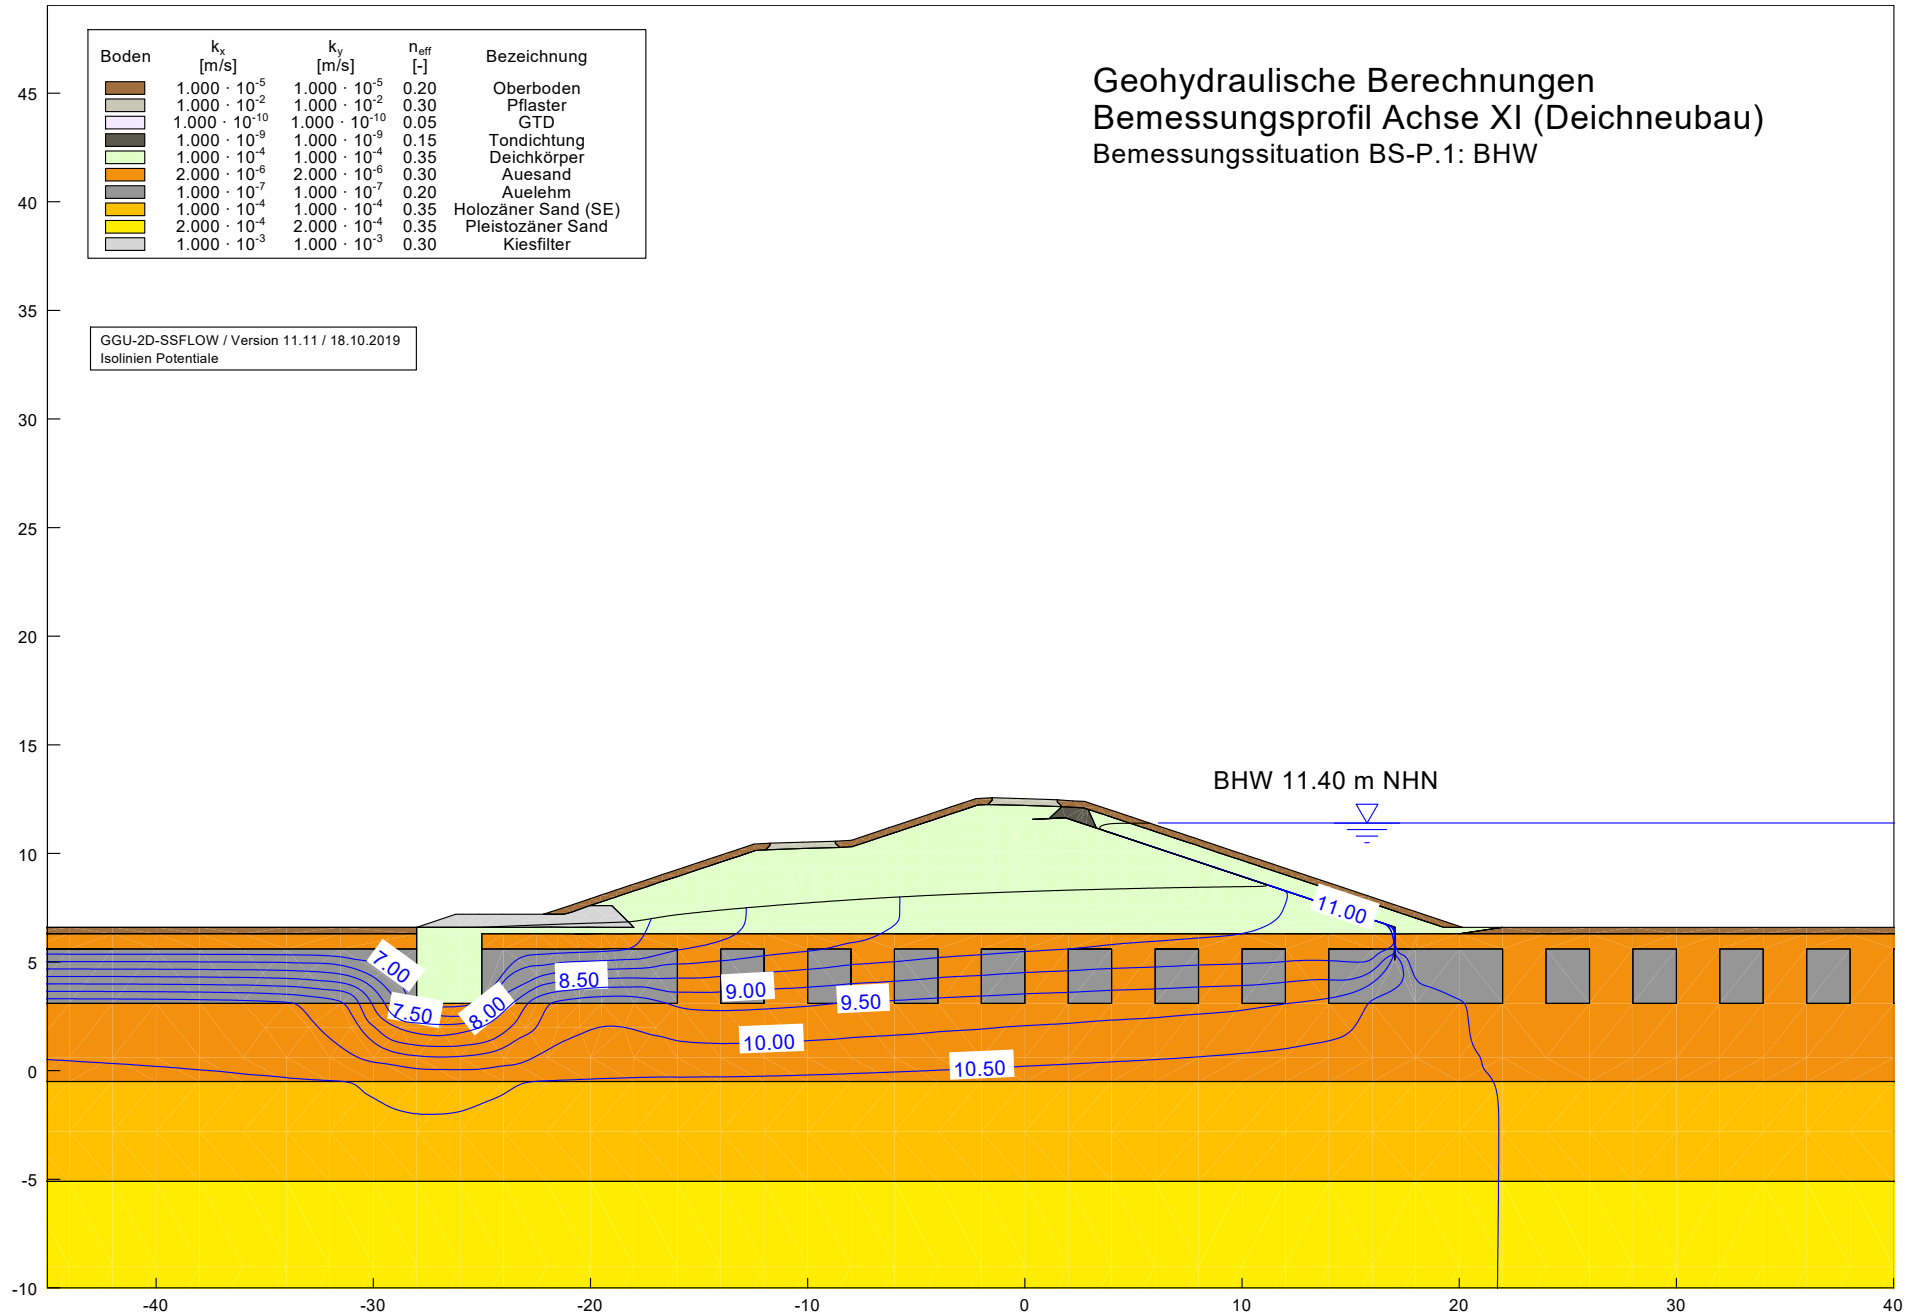 Geohydraulische Berechnungen
Bemessungsprofil Achse XI (Deichneubau)
Bemessungssituation BS-P.1: BHW
Boden kx [m/s] ky [m/s] neff [-] Bezeichnung
1.000 · 10-5 1.000 · 10-5 0.20 Oberboden
1.000 · 10-2 1.000 · 10-2 0.30 Pflaster
1.000 · 10-10 1.000 · 10-10 0.05 GTD
1.000 · 10-9 1.000 · 10-9 0.15 Tondichtung
1.000 · 10-4 1.000 · 10-4 0.35 Deichkörper
2.000 · 10-6 2.000 · 10-6 0.30 Auesand
1.000 · 10-7 1.000 · 10-7 0.20 Auelehm
1.000 · 10-4 1.000 · 10-4 0.35 Holozäner Sand (SE)
2.000 · 10-4 2.000 · 10-4 0.35 Pleistozäner Sand
1.000 · 10-3 1.000 · 10-3 0.30 Kiesfilter
GGU-2D-SSFLOW / Version 11.11 / 18.10.2019
Isolinien Potentiale
BHW 11.40 m NHN
11.00
7.00
7.50
8.00
8.50
9.00
9.50
10.00
10.50
45
40
35
30
25
20
15
10
5
0
-5
-10
-40 -30 -20 -10 0 10 20 30 40